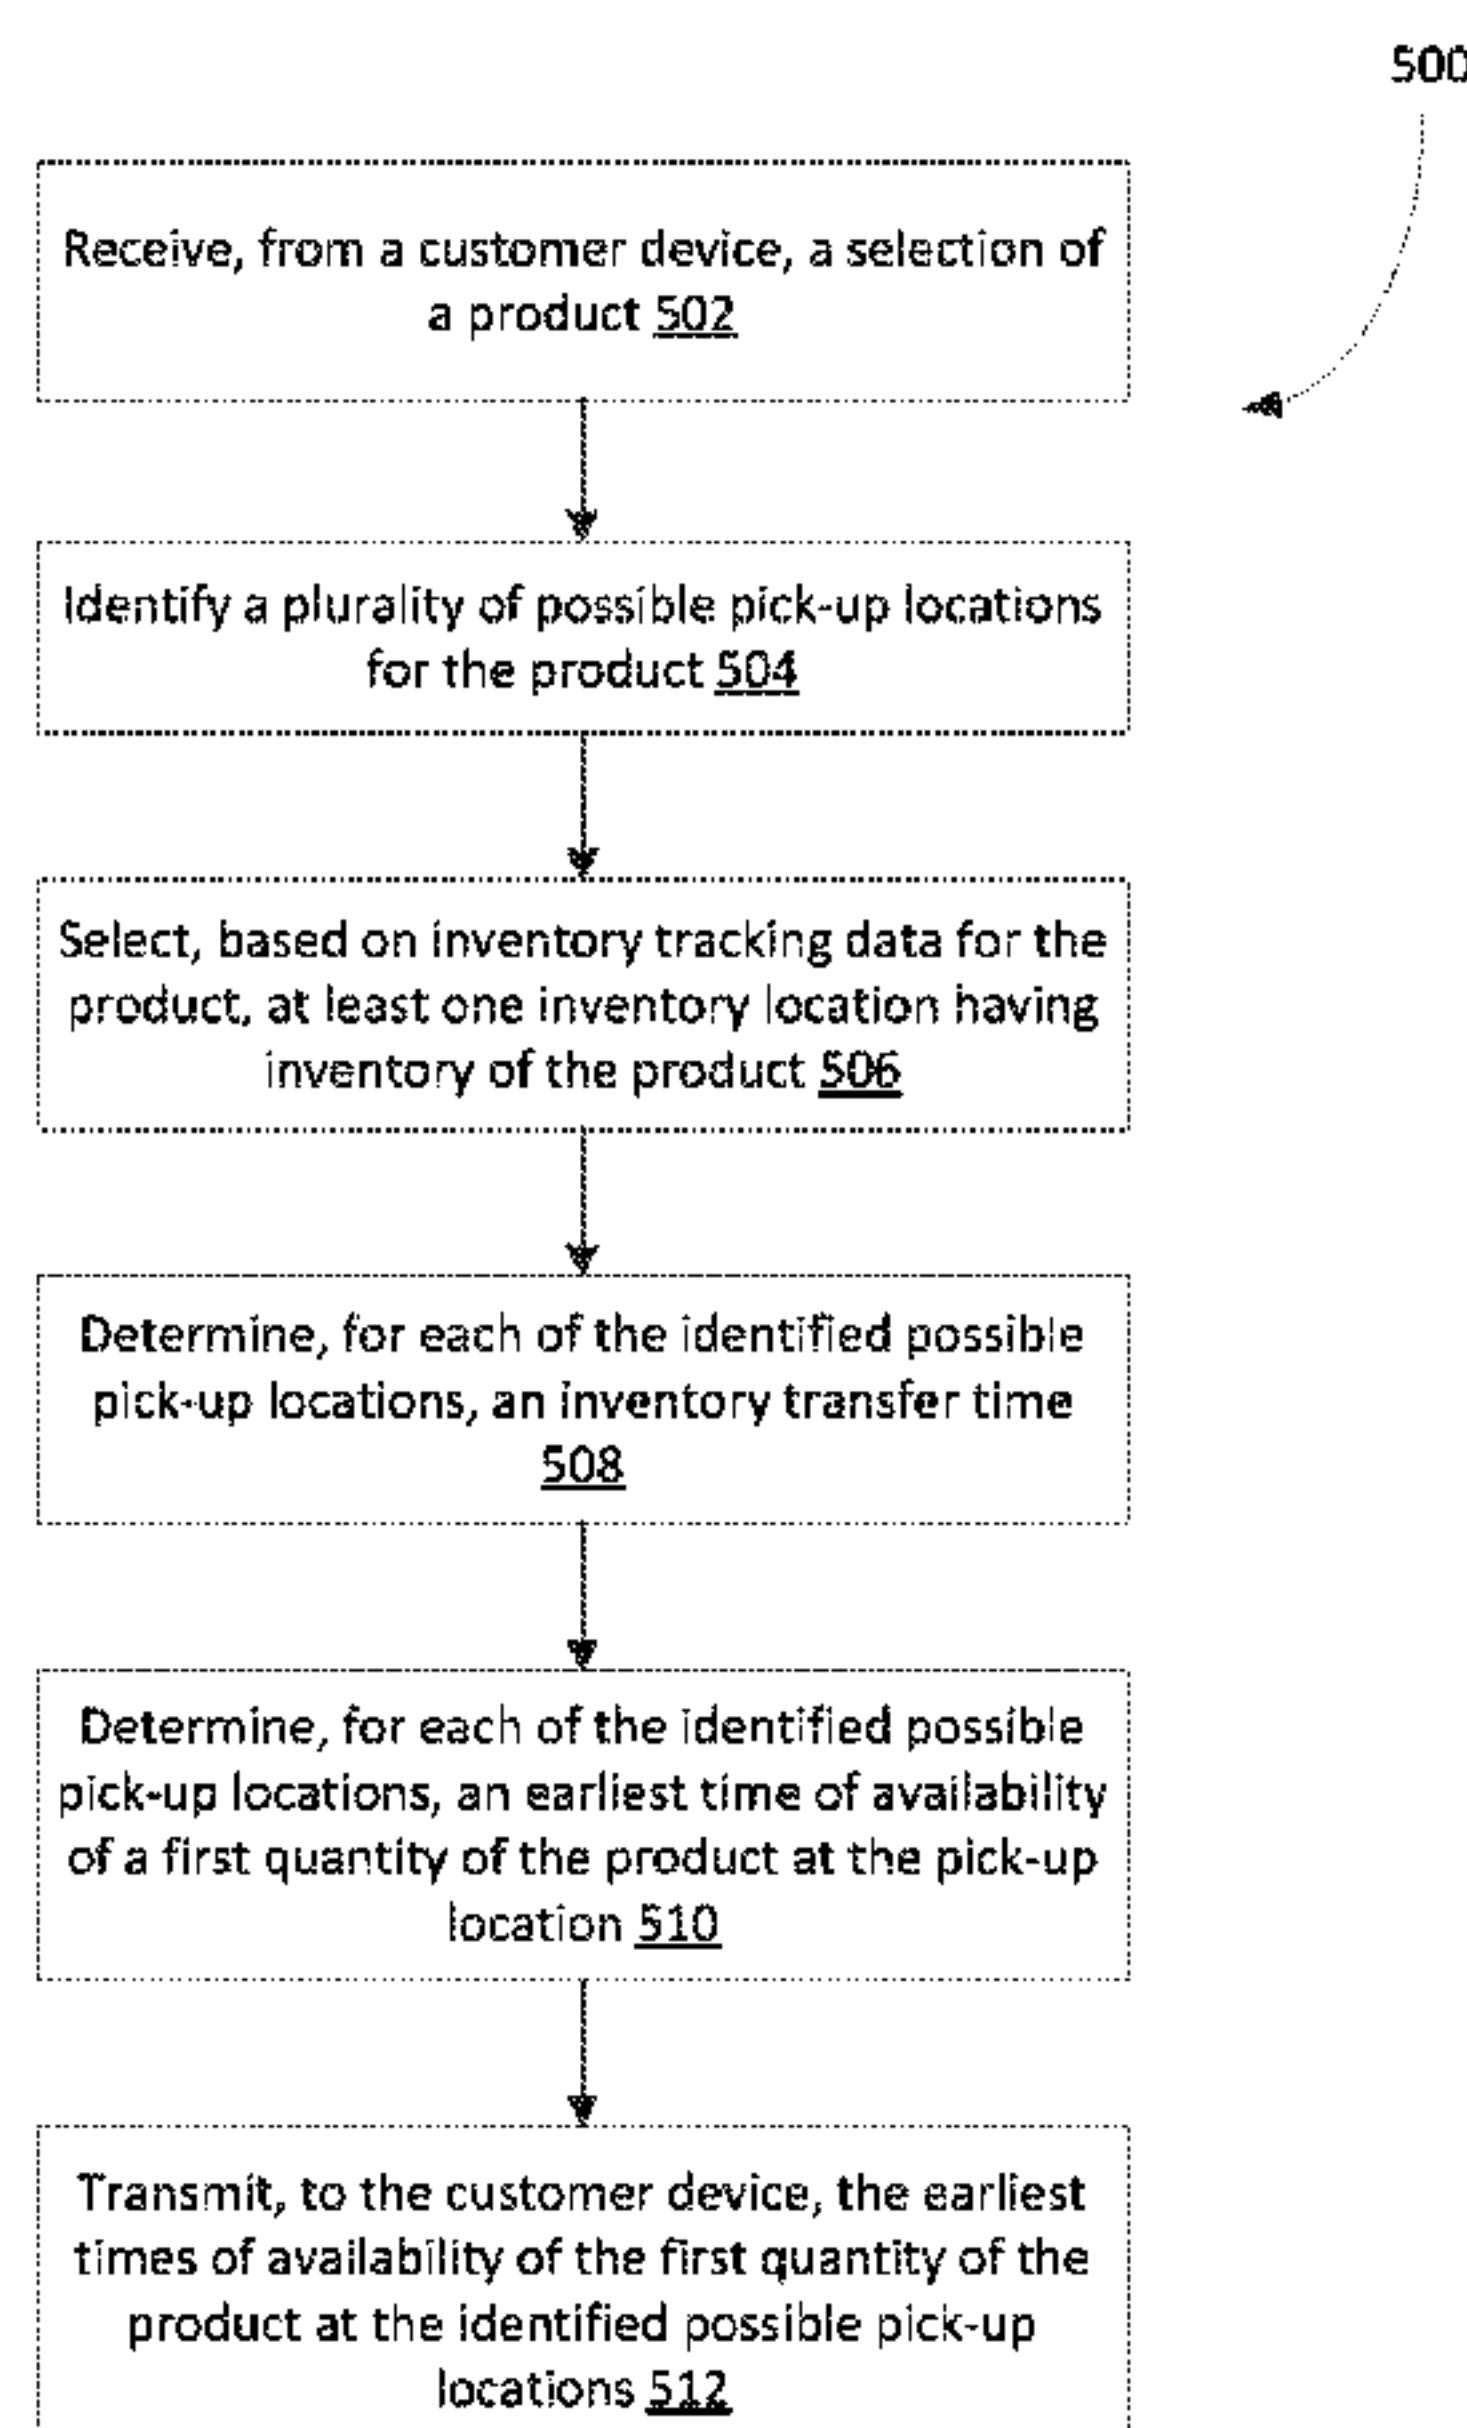 500
Receive, from a customer device, a selection of
a product 502
Identify a plurality of possible pick-up locations
for the product 504
Select, based on inventory tracking data for the
product, at least one inventory location having
inventory of the product 506
Determine, for each of the identified possible
pick-up locations, an inventory transfer time
508
Determine, for each of the identified possible
pick-up locations, an earliest time of availability
of a first quantity of the product at the pick-up
location 510
Transmit, to the customer device, the earliest
times of availability of the first quantity of the
product at the identified possible pick-up
locations 512